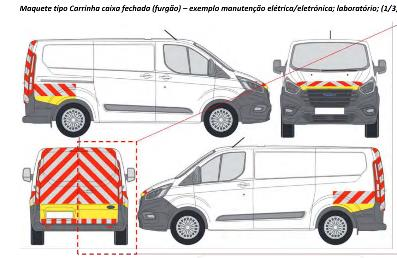 Maquete tipo Carrinha caixa fechada (furgão) – exemplo manutenção elétrica/eletrónica; laboratório; (1/3